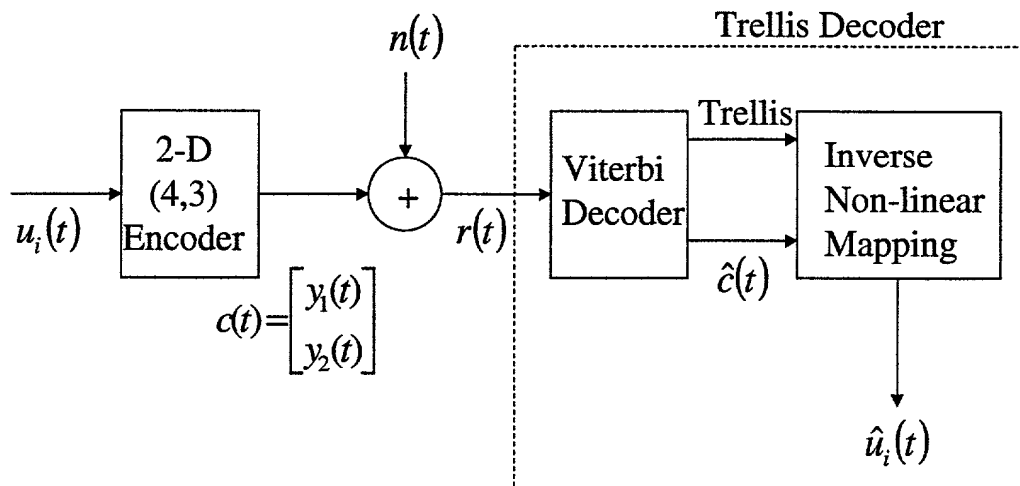 Trellis Decoder
n(t)
2-D
(4,3)
Encoder
u_i(t)
+
r(t)
Viterbi
Decoder
Trellis
ĉ(t)
Inverse
Non-linear
Mapping
c(t)=[y_1(t)
y_2(t)]
û_i(t)